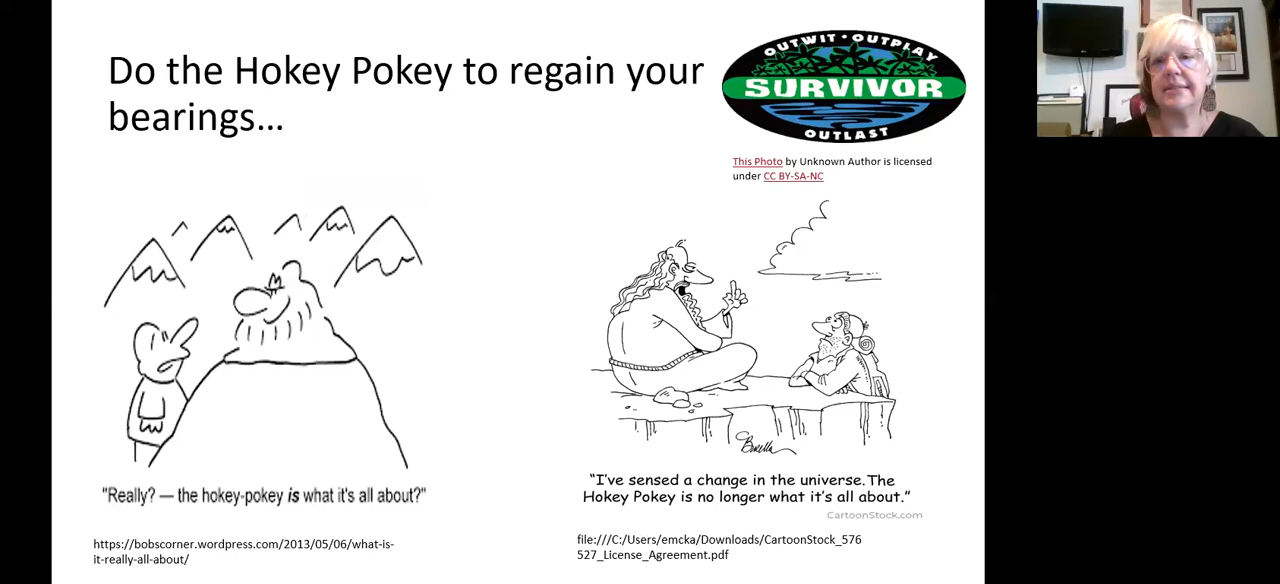 Do the Hokey Pokey to regain your
bearings...
OUTWIT • OUTPLAY
SURVIVOR
OUTLAST
This Photo by Unknown Author is licensed
under CC BY-SA-NC
"Really? — the hokey-pokey is what it's all about?"
https://bobscorner.wordpress.com/2013/05/06/what-is-
it-really-all-about/
“I’ve sensed a change in the universe.The
Hokey Pokey is no longer what it’s all about.”
CartoonStock.com
file:///C:/Users/emcka/Downloads/CartoonStock_576
527_License_Agreement.pdf